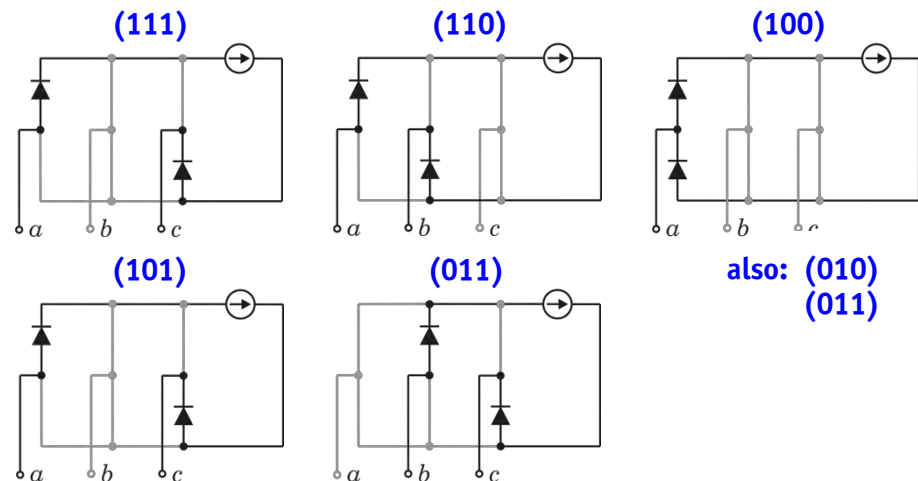 (111)
(110)
(100)
a b c
a b c
a b
(101)
(011)
also: (010)
(011)
a b c
a b c